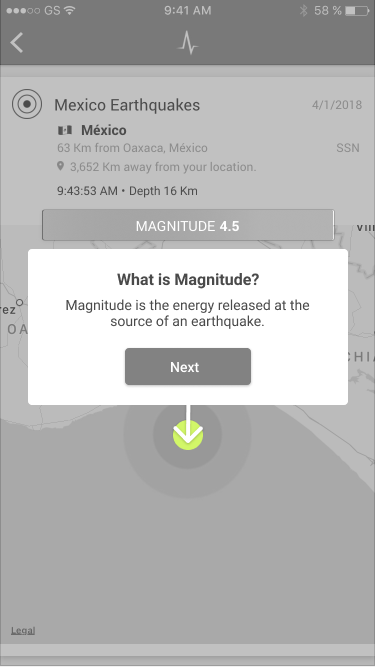 GS 9:41 AM 58 %
Mexico Earthquakes 4/1/2018
México
63 Km from Oaxaca, México SSN
3,652 Km away from your location.
9:43:53 AM • Depth 16 Km
MAGNITUDE 4.5
What is Magnitude?
Magnitude is the energy released at the
source of an earthquake.
Next
Legal